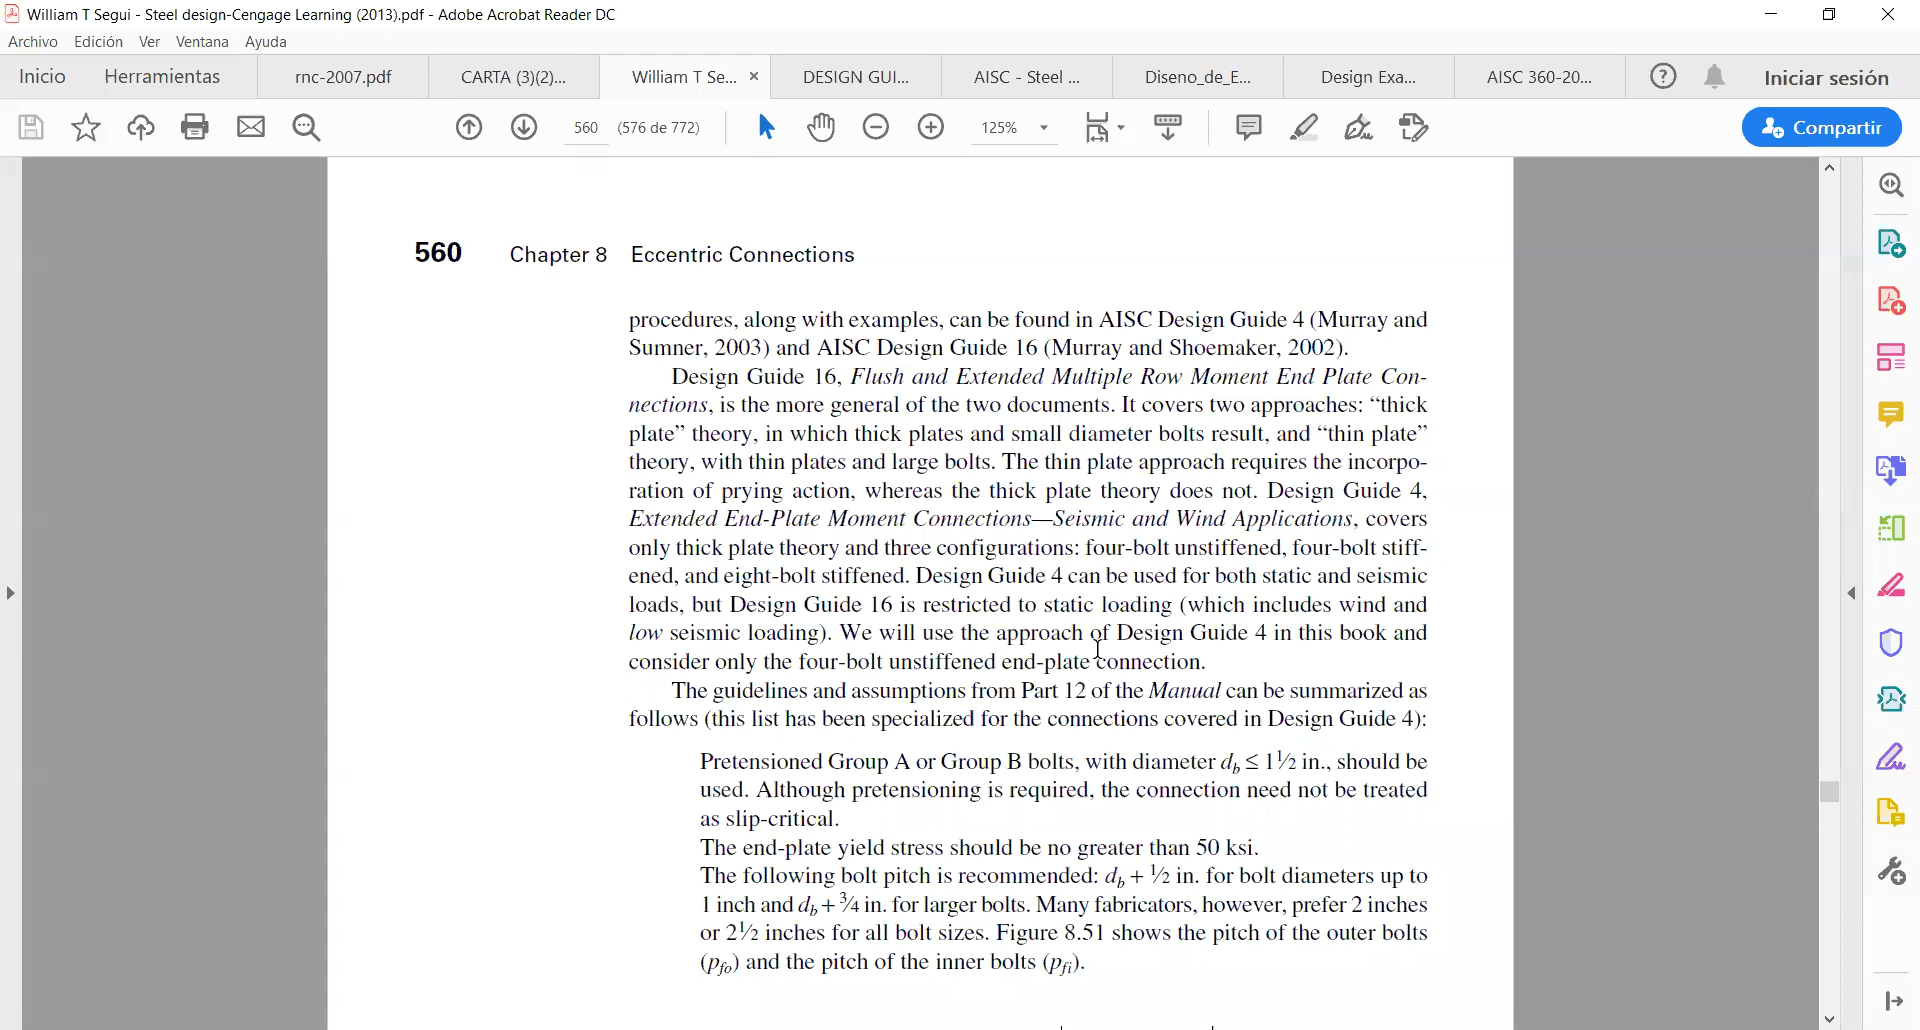 William T Segui - Steel design-Cengage Learning (2013).pdf - Adobe Acrobat Reader DC
Archivo Edición Ver Ventana Ayuda
Inicio Herramientas rnc-2007.pdf CARTA (3)(2)... William T Se... DESIGN GUI... AISC - Steel ... Diseno_de_E... Design Exa... AISC 360-20... Iniciar sesión
560 (576 de 772) 125% Compartir
560 Chapter 8 Eccentric Connections
procedures, along with examples, can be found in AISC Design Guide 4 (Murray and
Sumner, 2003) and AISC Design Guide 16 (Murray and Shoemaker, 2002).
Design Guide 16, Flush and Extended Multiple Row Moment End Plate Con-
nections, is the more general of the two documents. It covers two approaches: “thick
plate” theory, in which thick plates and small diameter bolts result, and “thin plate”
theory, with thin plates and large bolts. The thin plate approach requires the incorpo-
ration of prying action, whereas the thick plate theory does not. Design Guide 4,
Extended End-Plate Moment Connections—Seismic and Wind Applications, covers
only thick plate theory and three configurations: four-bolt unstiffened, four-bolt stiff-
ened, and eight-bolt stiffened. Design Guide 4 can be used for both static and seismic
loads, but Design Guide 16 is restricted to static loading (which includes wind and
low seismic loading). We will use the approach of Design Guide 4 in this book and
consider only the four-bolt unstiffened end-plate connection.
The guidelines and assumptions from Part 12 of the Manual can be summarized as
follows (this list has been specialized for the connections covered in Design Guide 4):
Pretensioned Group A or Group B bolts, with diameter d_b ≤ 1½ in., should be
used. Although pretensioning is required, the connection need not be treated
as slip-critical.
The end-plate yield stress should be no greater than 50 ksi.
The following bolt pitch is recommended: d_b + ½ in. for bolt diameters up to
1 inch and d_b + ¾ in. for larger bolts. Many fabricators, however, prefer 2 inches
or 2½ inches for all bolt sizes. Figure 8.51 shows the pitch of the outer bolts
(p_fo) and the pitch of the inner bolts (p_fi).